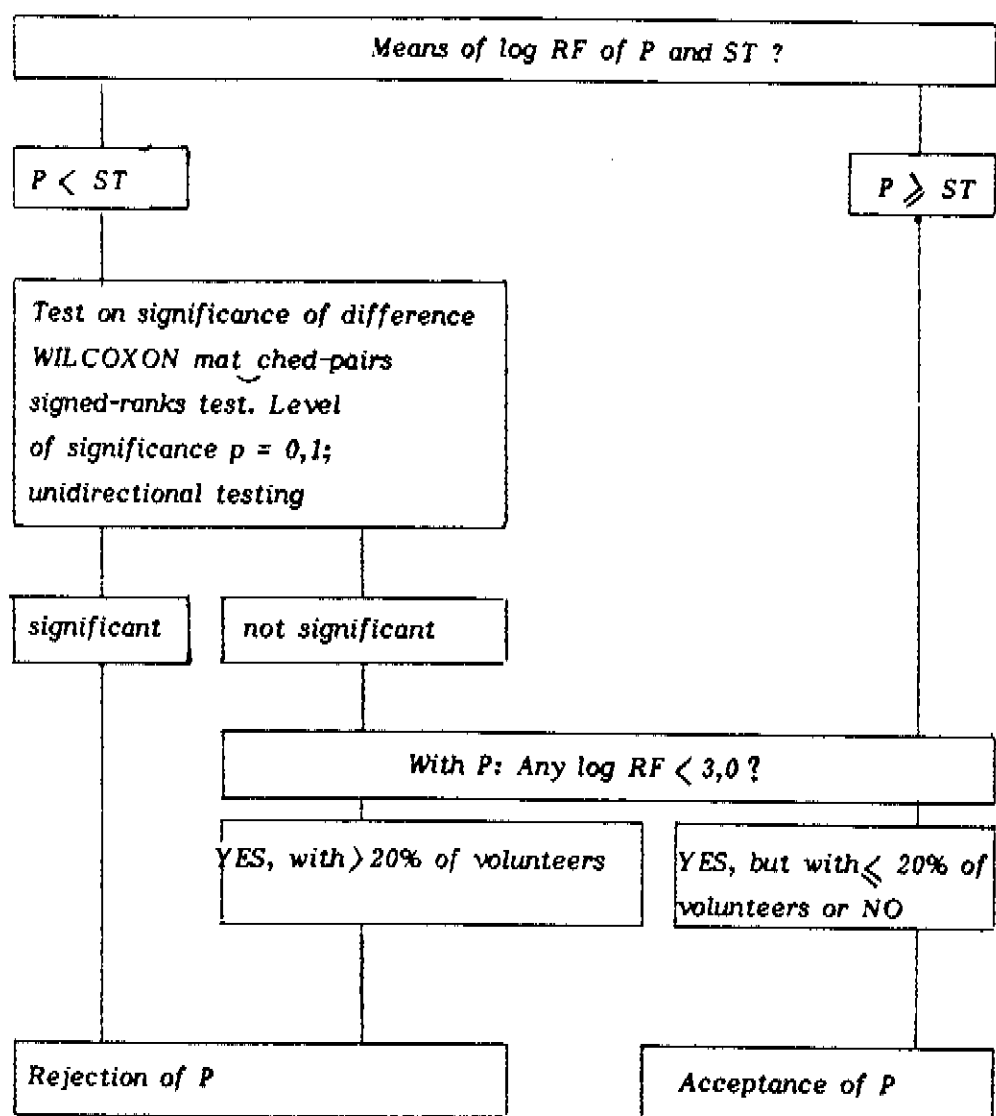 Means of log RF of P and ST ?
P < ST
P ⩾ ST
Test on significance of difference
WILCOXON mat ched-pairs
signed-ranks test. Level
of significance p = 0,1;
unidirectional testing
significant
not significant
With P: Any log RF < 3,0 ?
YES, with > 20% of volunteers
YES, but with ⩽ 20% of
volunteers or NO
Rejection of P
Acceptance of P